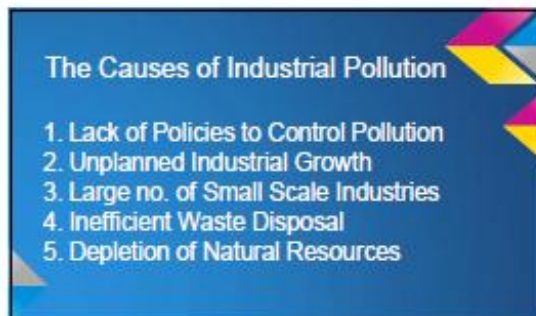 The Causes of Industrial Pollution
1. Lack of Policies to Control Pollution
2. Unplanned Industrial Growth
3. Large no. of Small Scale Industries
4. Inefficient Waste Disposal
5. Depletion of Natural Resources